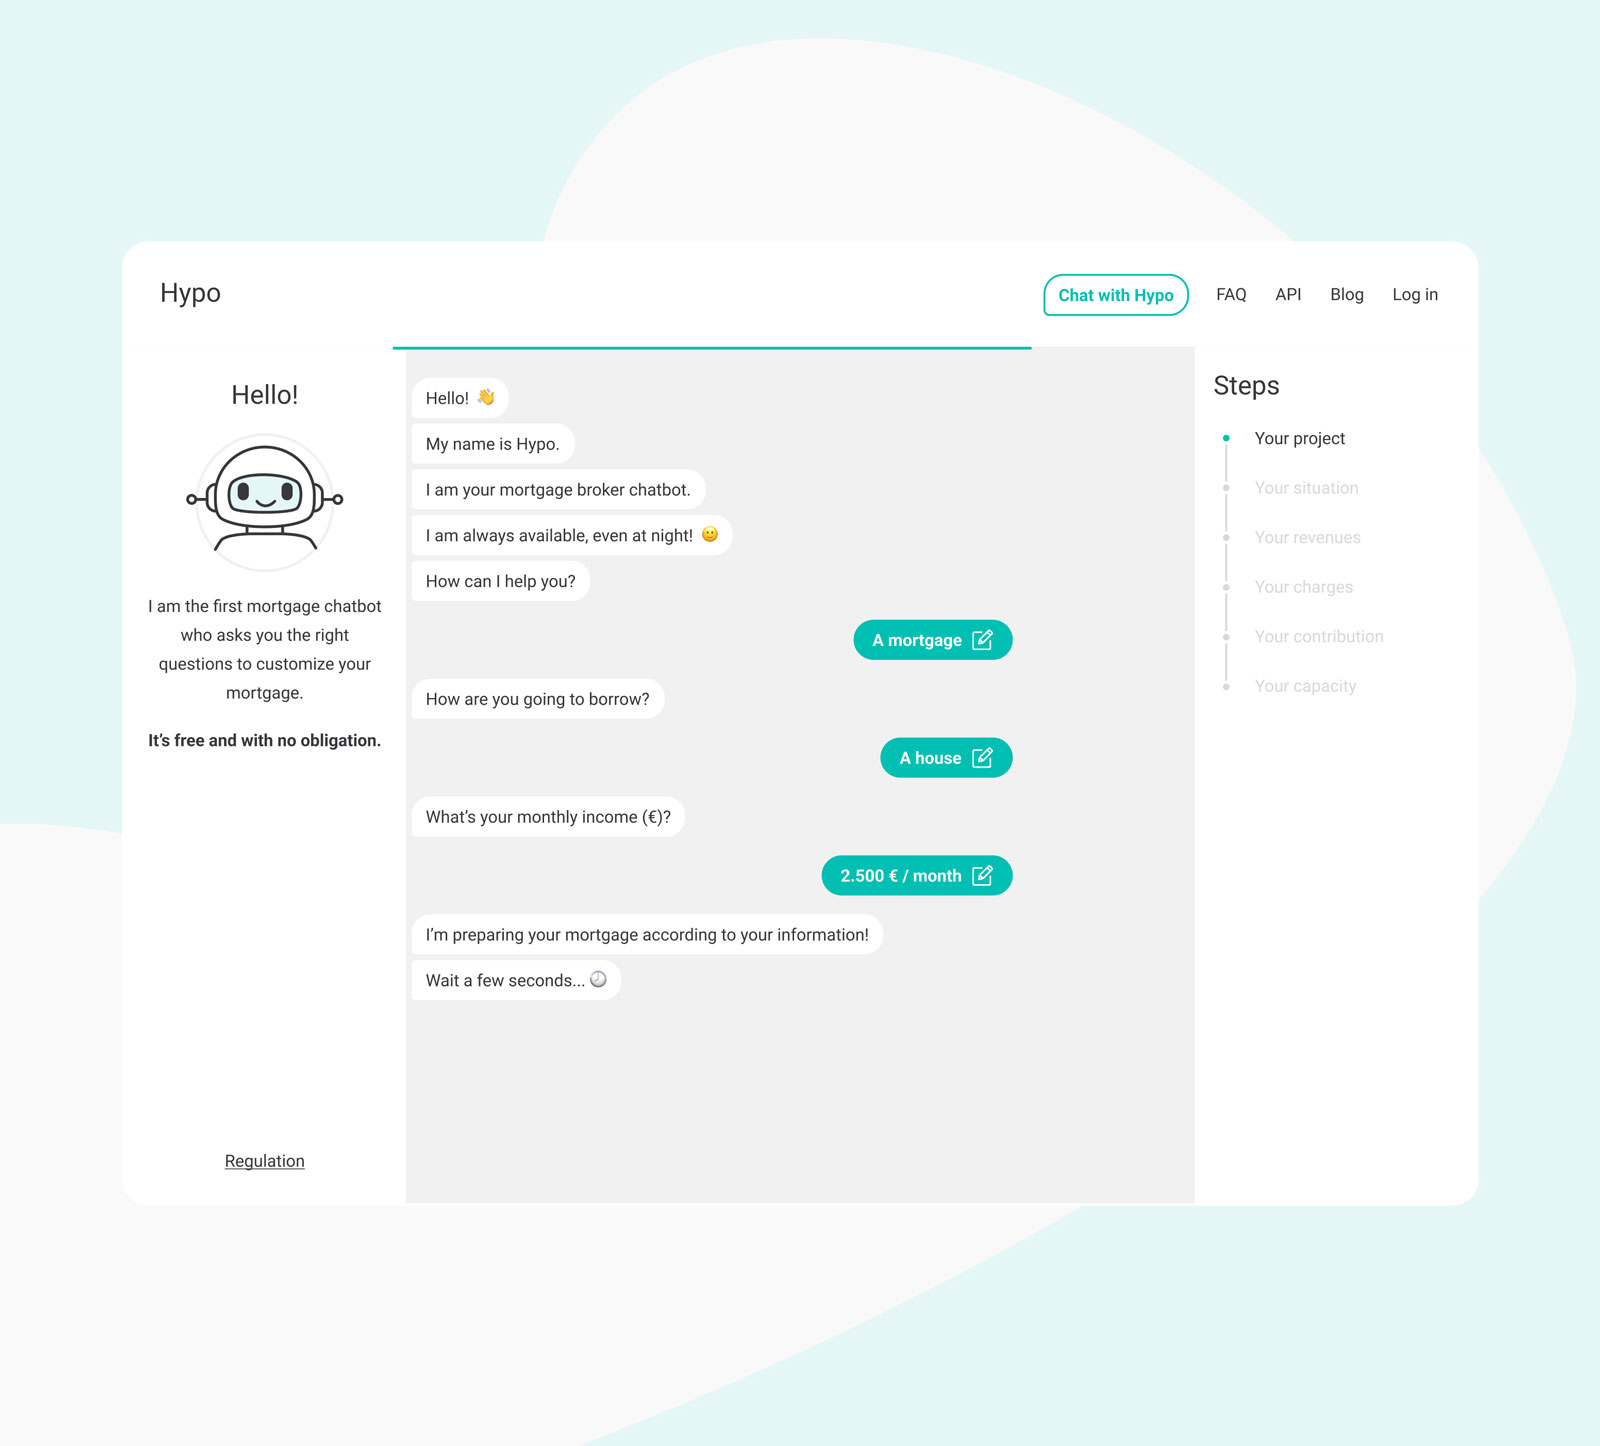 Hypo
Chat with Hypo
FAQ
API
Blog
Log in
Hello!
I am the first mortgage chatbot
who asks you the right
questions to customize your
mortgage.
It’s free and with no obligation.
Regulation
Hello! 👋
My name is Hypo.
I am your mortgage broker chatbot.
I am always available, even at night! 🙂
How can I help you?
A mortgage
How are you going to borrow?
A house
What’s your monthly income (€)?
2.500 € / month
I’m preparing your mortgage according to your information!
Wait a few seconds... 🕗
Steps
Your project
Your situation
Your revenues
Your charges
Your contribution
Your capacity